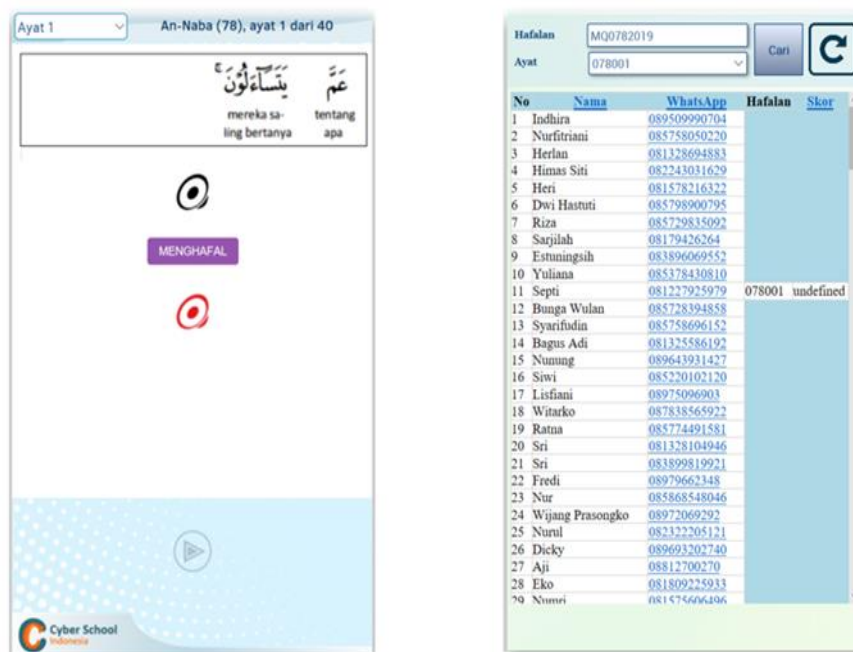 Ayat 1
An-Naba (78), ayat 1 dari 40
عَمَّ يَتَسَآءَلُوْنَۚ
mereka sa- tentang
ling bertanya apa
MENGHAFAL
Cyber School
Indonesia
Hafalan MQ0782019
Ayat 078001
Cari
No Nama WhatsApp Hafalan Skor
1 Indhira 089509990704
2 Nurfitriani 085758050220
3 Herlan 081328694883
4 Himas Siti 082243031629
5 Heri 081578216322
6 Dwi Hastuti 085798900795
7 Riza 085729835092
8 Sarjilah 08179426264
9 Estuningsih 083896069552
10 Yuliana 085378430810
11 Septi 081227925979 078001 undefined
12 Bunga Wulan 085728394858
13 Syarifudin 085758696152
14 Bagus Adi 081325586192
15 Nunung 089643931427
16 Siwi 085220102120
17 Lisfiani 08975096903
18 Witarko 087838565922
19 Ratna 085774491581
20 Sri 081328104946
21 Sri 083899819921
22 Fredi 08979662348
23 Nur 085868548046
24 Wijang Prasongko 08972069292
25 Nurul 082322205121
26 Dicky 089693202740
27 Aji 08812700270
28 Eko 081809225933
29 Numri 081575606496